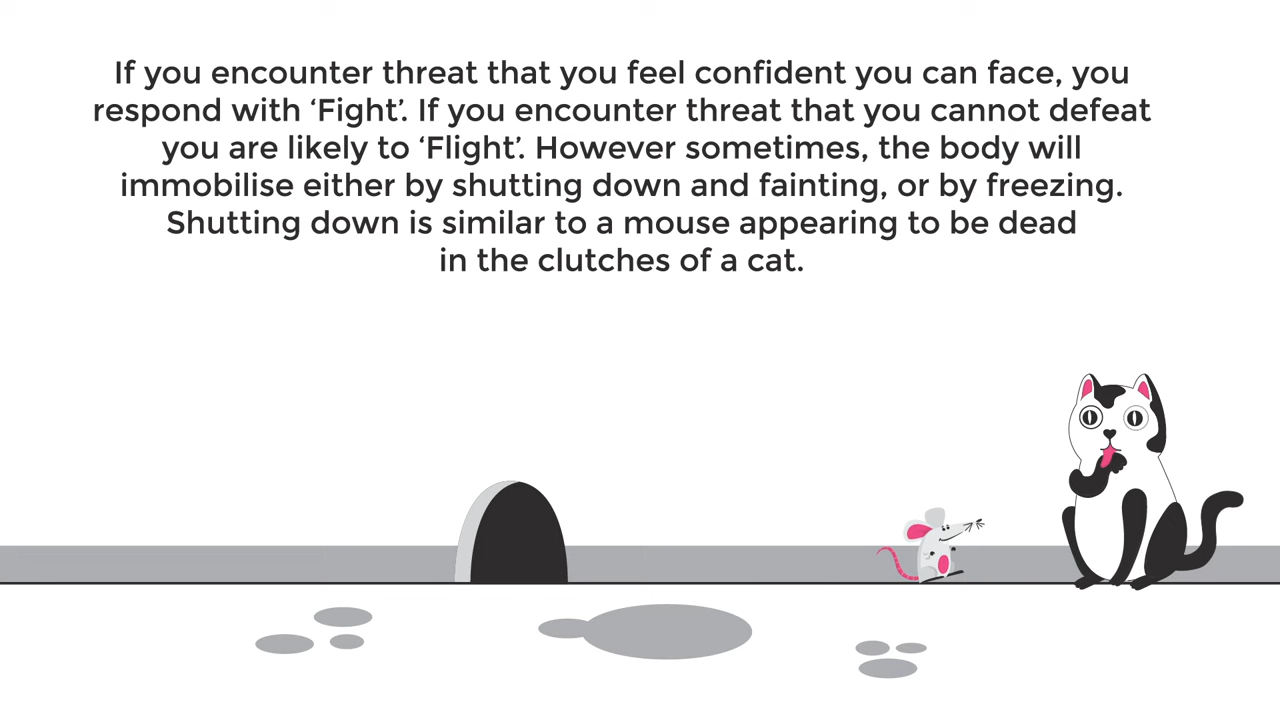 If you encounter threat that you feel confident you can face, you
respond with ‘Fight’. If you encounter threat that you cannot defeat
you are likely to ‘Flight’. However sometimes, the body will
immobilise either by shutting down and fainting, or by freezing.
Shutting down is similar to a mouse appearing to be dead
in the clutches of a cat.